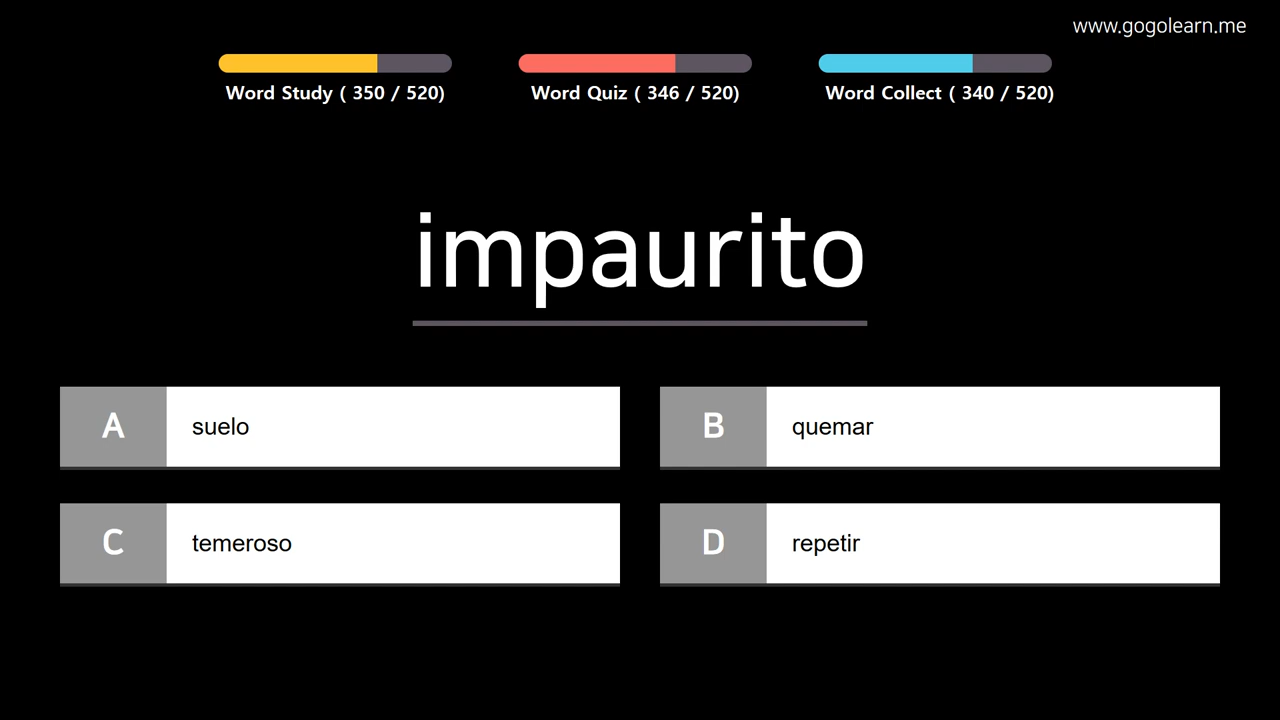 www.gogolearn.me
Word Study ( 350 / 520)
Word Quiz ( 346 / 520)
Word Collect ( 340 / 520)
impaurito
A suelo
B quemar
C temeroso
D repetir